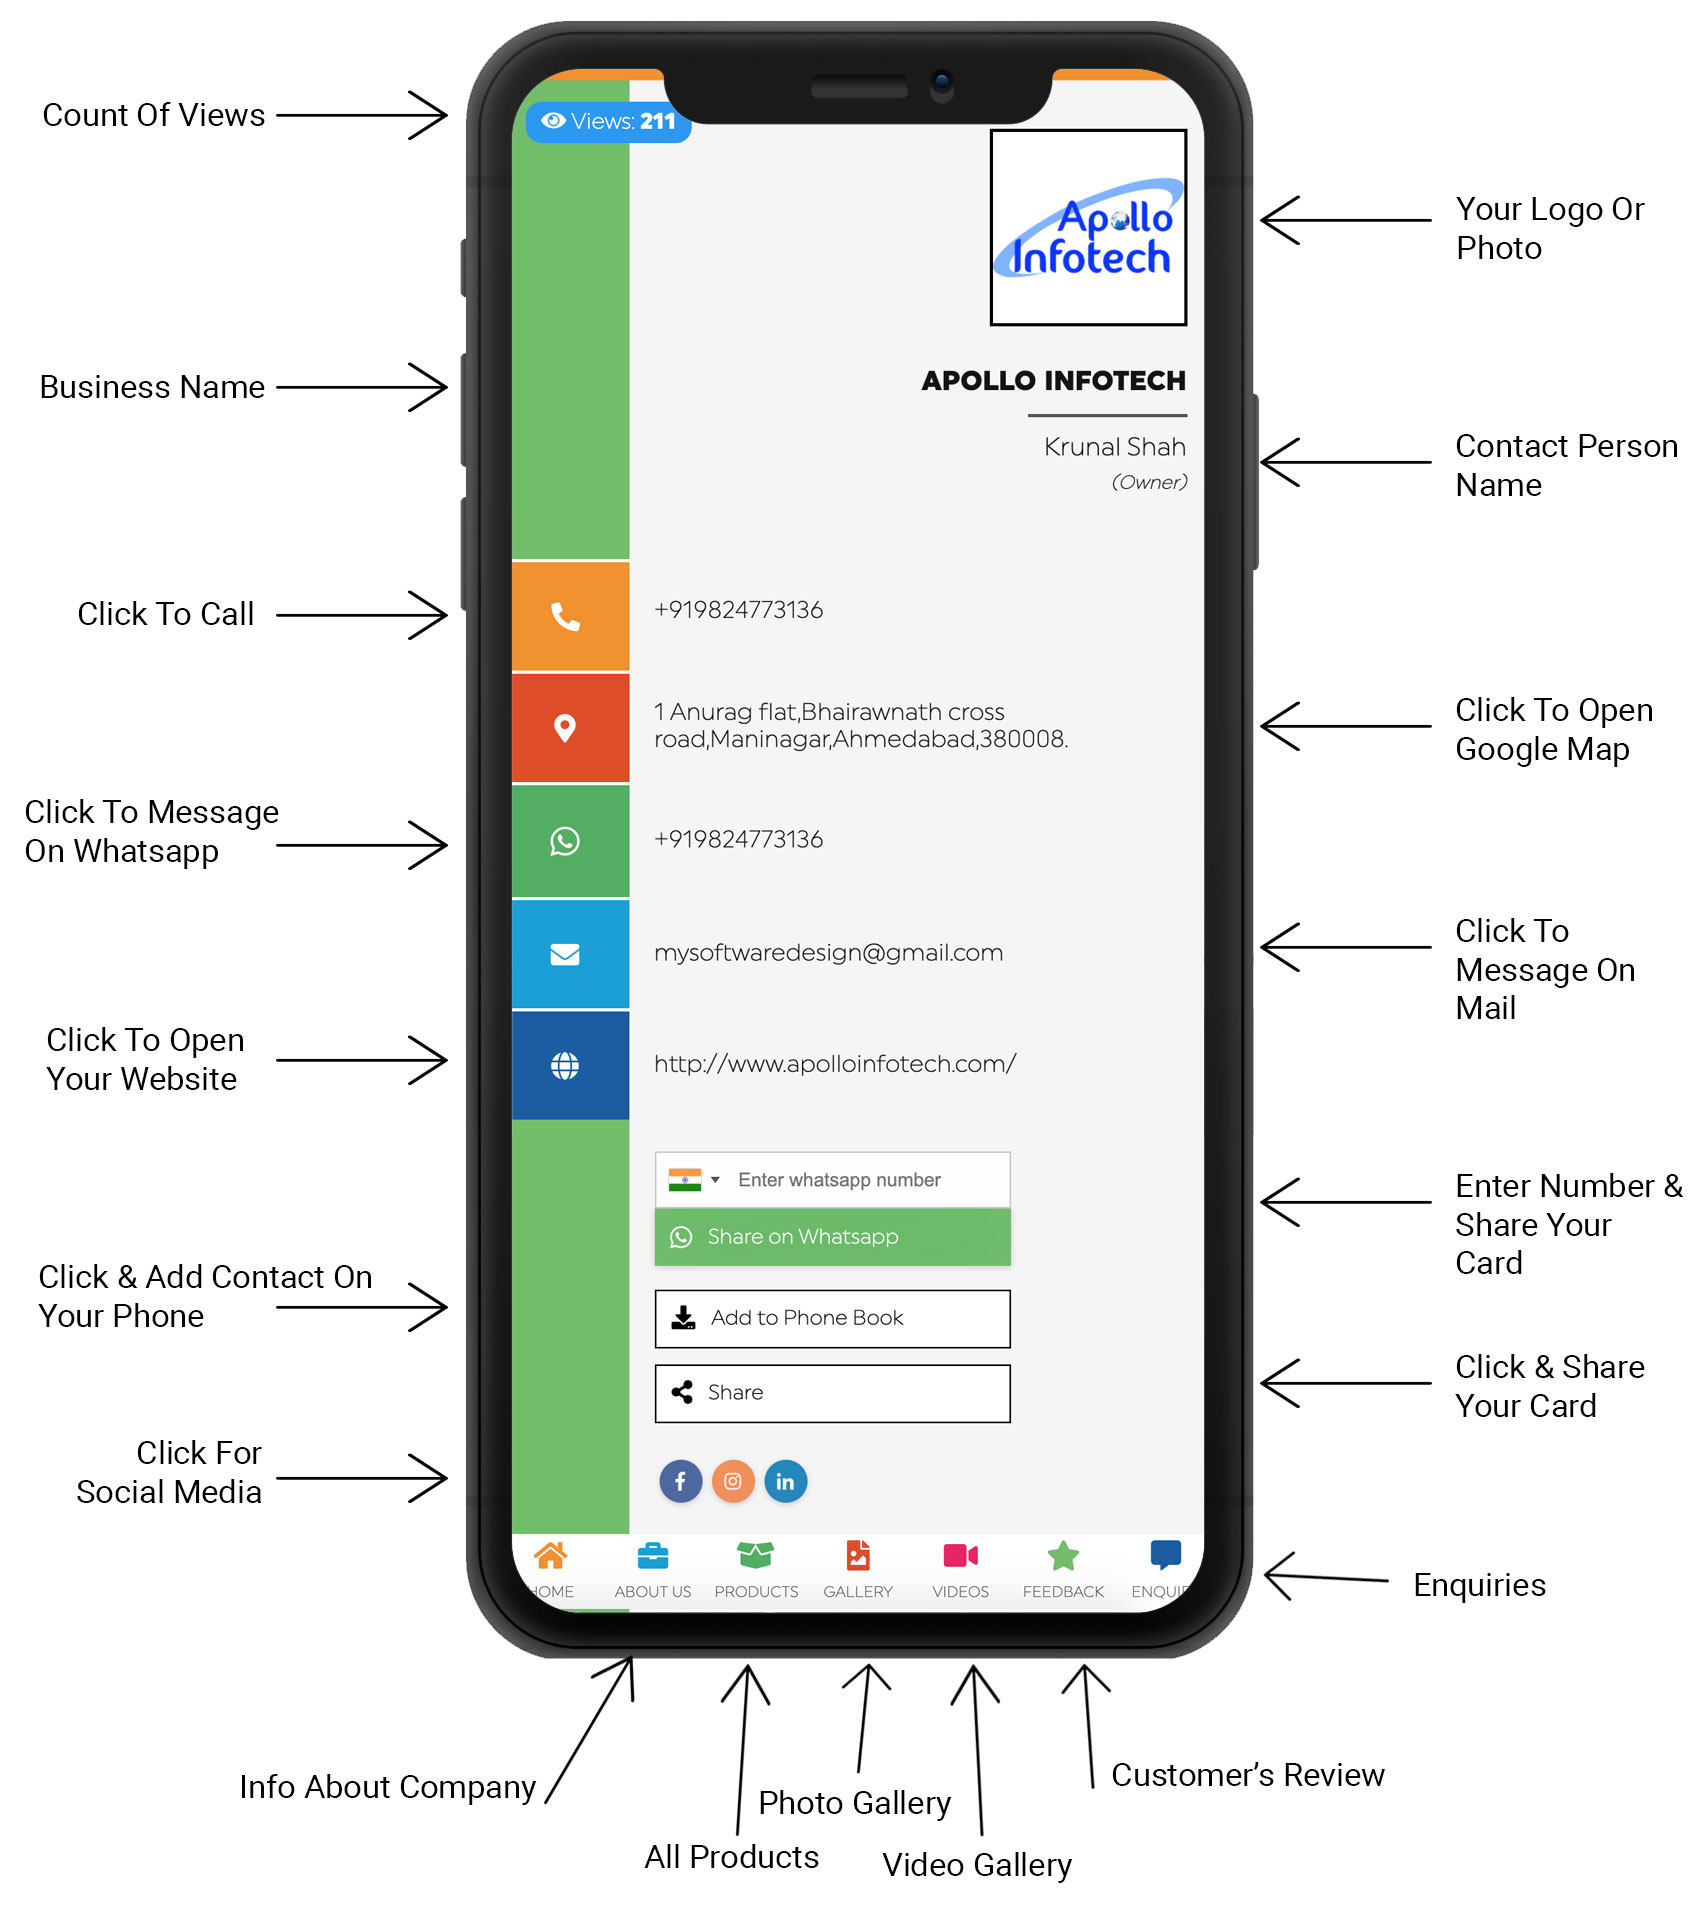 Count Of Views
Views: 211
Your Logo Or
Photo
Apollo
Infotech
Business Name
APOLLO INFOTECH
Krunal Shah
(Owner)
Contact Person
Name
Click To Call
+919824773136
1 Anurag flat,Bhairawnath cross
road,Maninagar,Ahmedabad,380008.
Click To Open
Google Map
Click To Message
On Whatsapp
+919824773136
mysoftwaredesign@gmail.com
Click To
Message On
Mail
Click To Open
Your Website
http://www.apolloinfotech.com/
Enter whatsapp number
Share on Whatsapp
Enter Number &
Share Your
Card
Click & Add Contact On
Your Phone
Add to Phone Book
Share
Click & Share
Your Card
Click For
Social Media
f
in
HOME ABOUT US PRODUCTS GALLERY VIDEOS FEEDBACK ENQUI
Enquiries
Info About Company
All Products
Photo Gallery
Video Gallery
Customer's Review